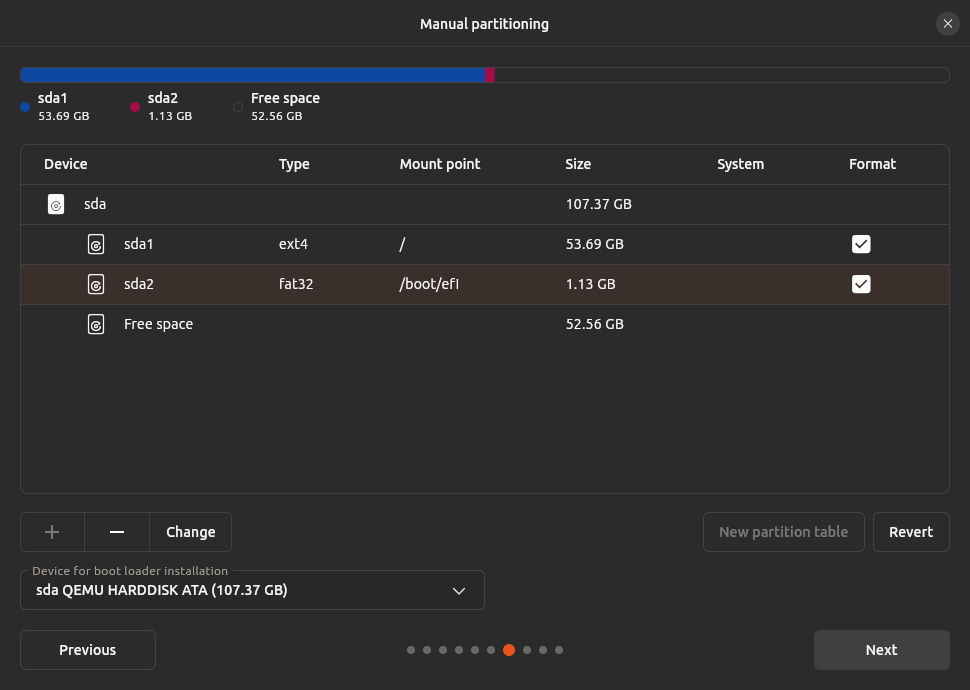 Manual partitioning
sda1
53.69 GB
sda2
1.13 GB
Free space
52.56 GB
Device Type Mount point Size System Format
sda 107.37 GB
sda1 ext4 / 53.69 GB
sda2 fat32 /boot/efi 1.13 GB
Free space 52.56 GB
Change
New partition table
Revert
Device for boot loader installation
sda QEMU HARDDISK ATA (107.37 GB)
Previous
Next